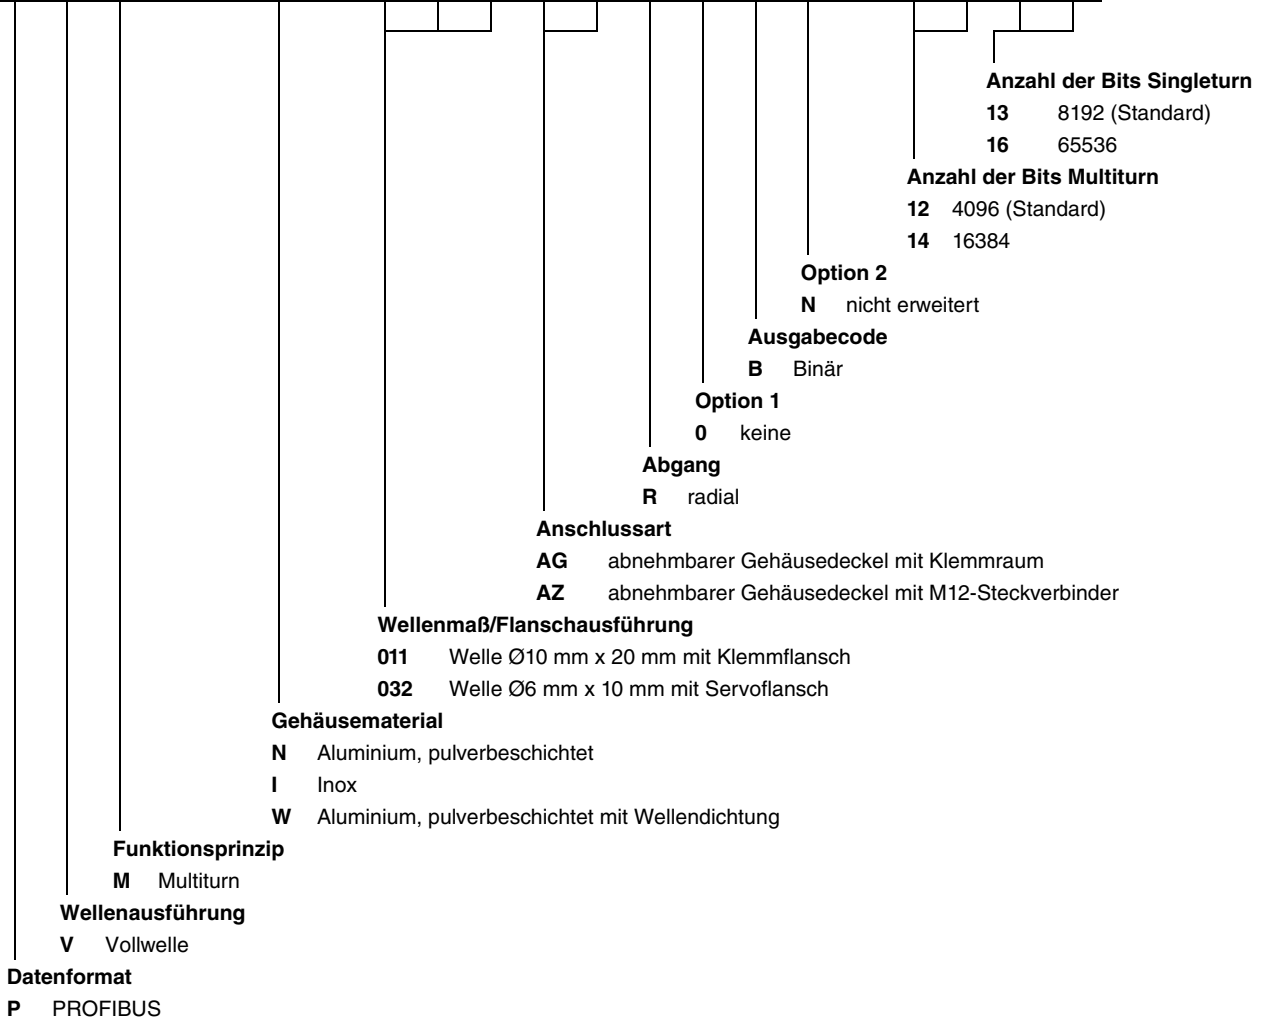 Anzahl der Bits Singleturn
13 8192 (Standard)
16 65536
Anzahl der Bits Multiturn
12 4096 (Standard)
14 16384
Option 2
N nicht erweitert
Ausgabecode
B Binär
Option 1
0 keine
Abgang
R radial
Anschlussart
AG abnehmbarer Gehäusedeckel mit Klemmraum
AZ abnehmbarer Gehäusedeckel mit M12-Steckverbinder
Wellenmaß/Flanschausführung
011 Welle Ø10 mm x 20 mm mit Klemmflansch
032 Welle Ø6 mm x 10 mm mit Servoflansch
Gehäusematerial
N Aluminium, pulverbeschichtet
I Inox
W Aluminium, pulverbeschichtet mit Wellendichtung
Funktionsprinzip
M Multiturn
Wellenausführung
V Vollwelle
Datenformat
P PROFIBUS